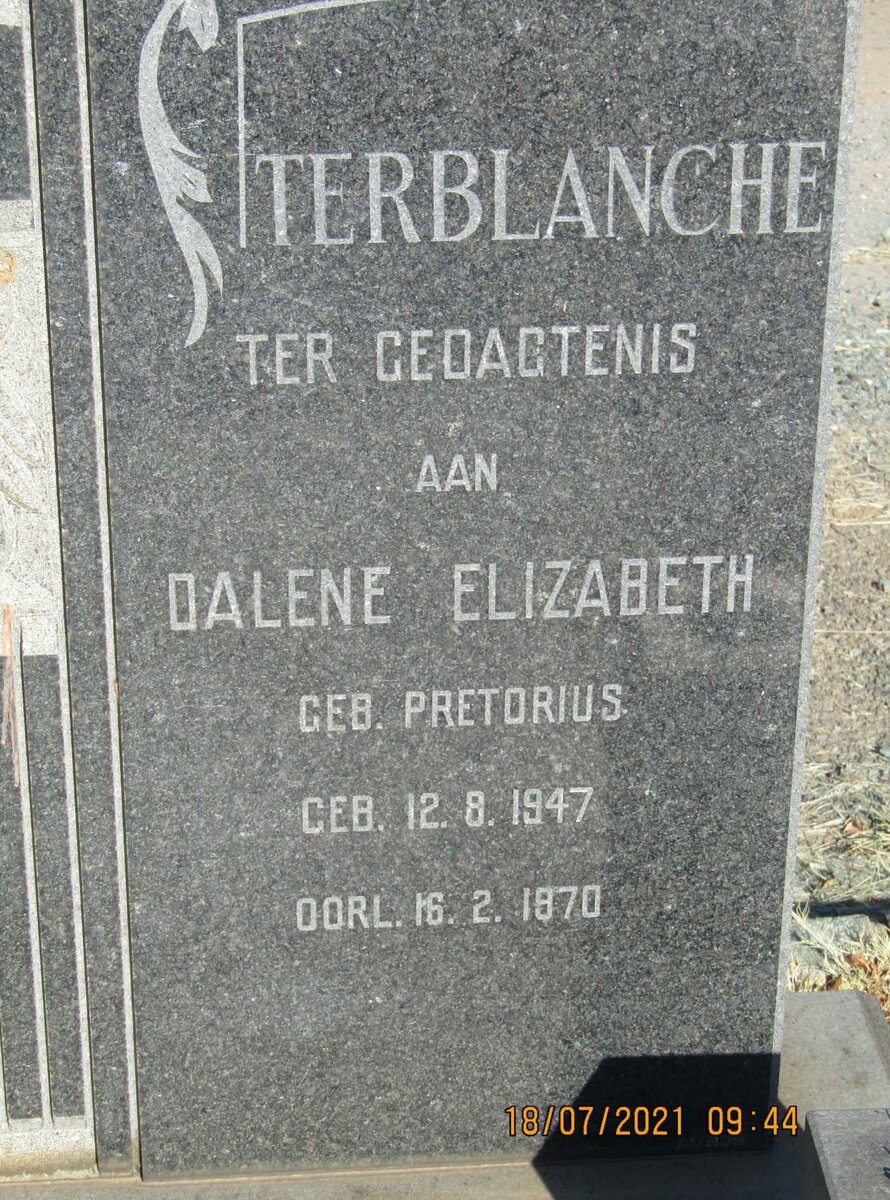 TERBLANCHE
TER GEDAGTENIS
AAN
DALENE ELIZABETH
GEB. PRETORIUS
GEB. 12. 8. 1947
OORL. 16. 2. 1970
18/07/2021 09:44